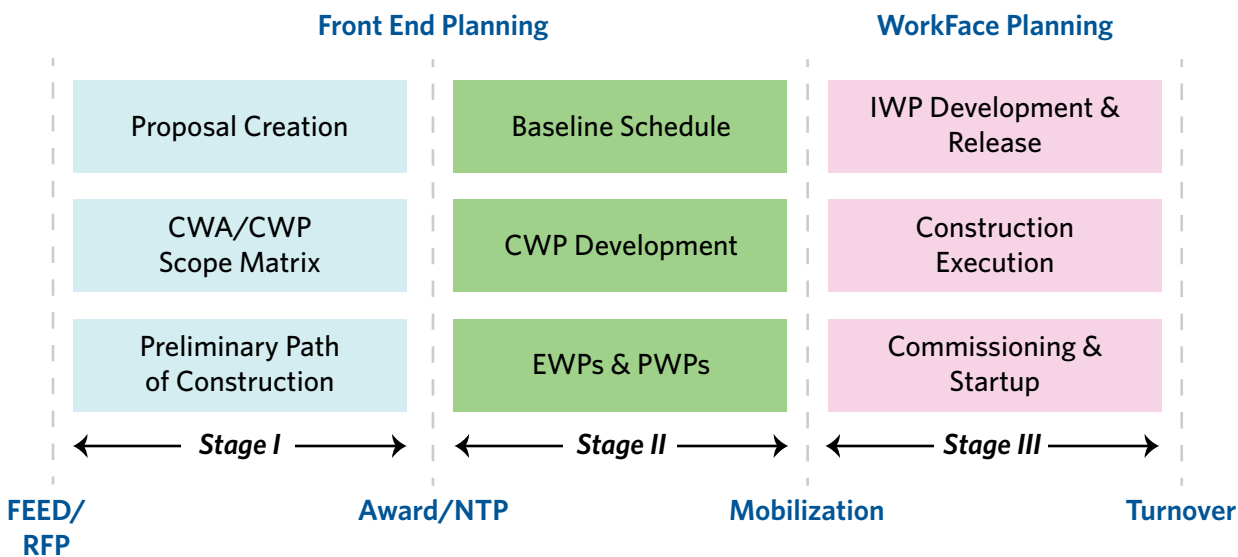 Front End Planning
WorkFace Planning
Proposal Creation
Baseline Schedule
IWP Development &
Release
CWA/CWP
Scope Matrix
CWP Development
Construction
Execution
Preliminary Path
of Construction
EWPs & PWPs
Commissioning &
Startup
Stage I
Stage II
Stage III
FEED/
RFP
Award/NTP
Mobilization
Turnover